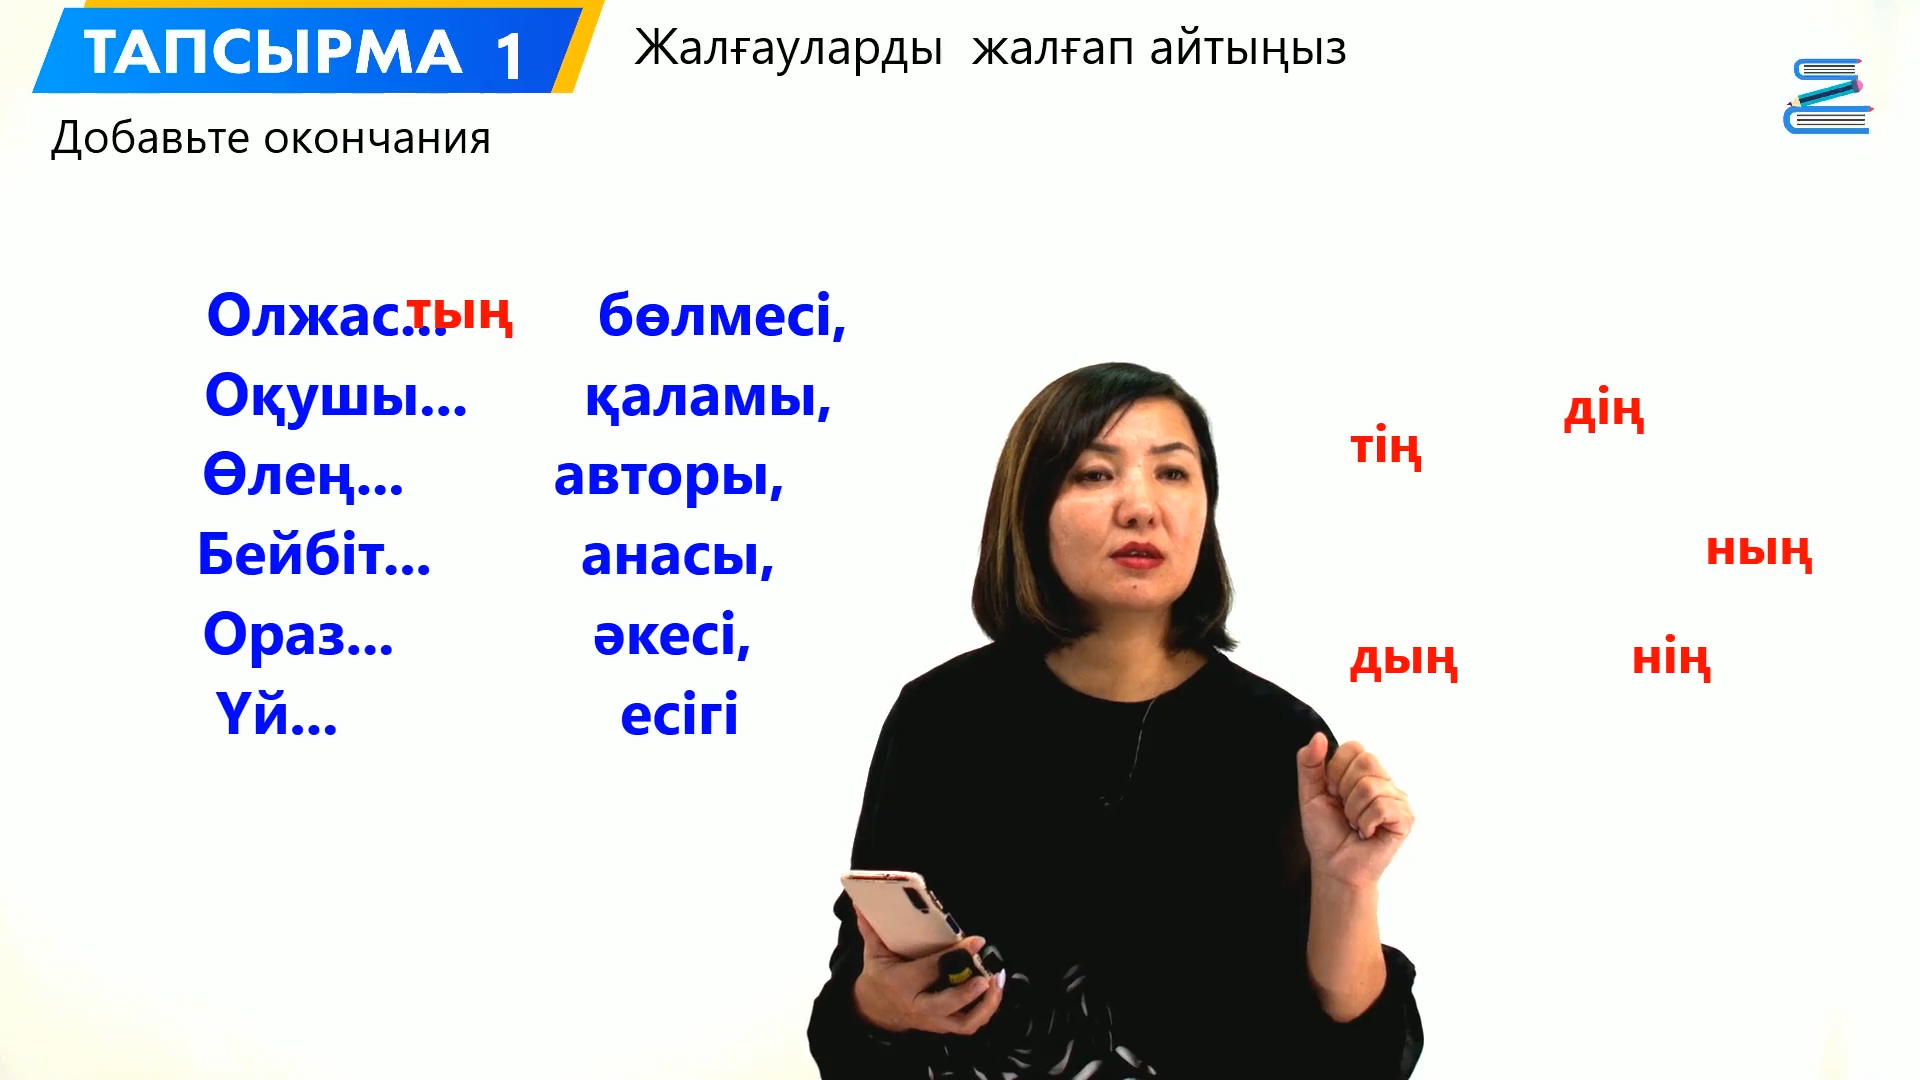 ТАПСЫРМА 1
Жалғауларды жалғап айтыңыз
Добавьте окончания
Олжас...тың бөлмесі,
Оқушы... қаламы,
Өлең... авторы,
Бейбіт... анасы,
Ораз... әкесі,
Үй... есігі
тің
дің
ның
дың
нің